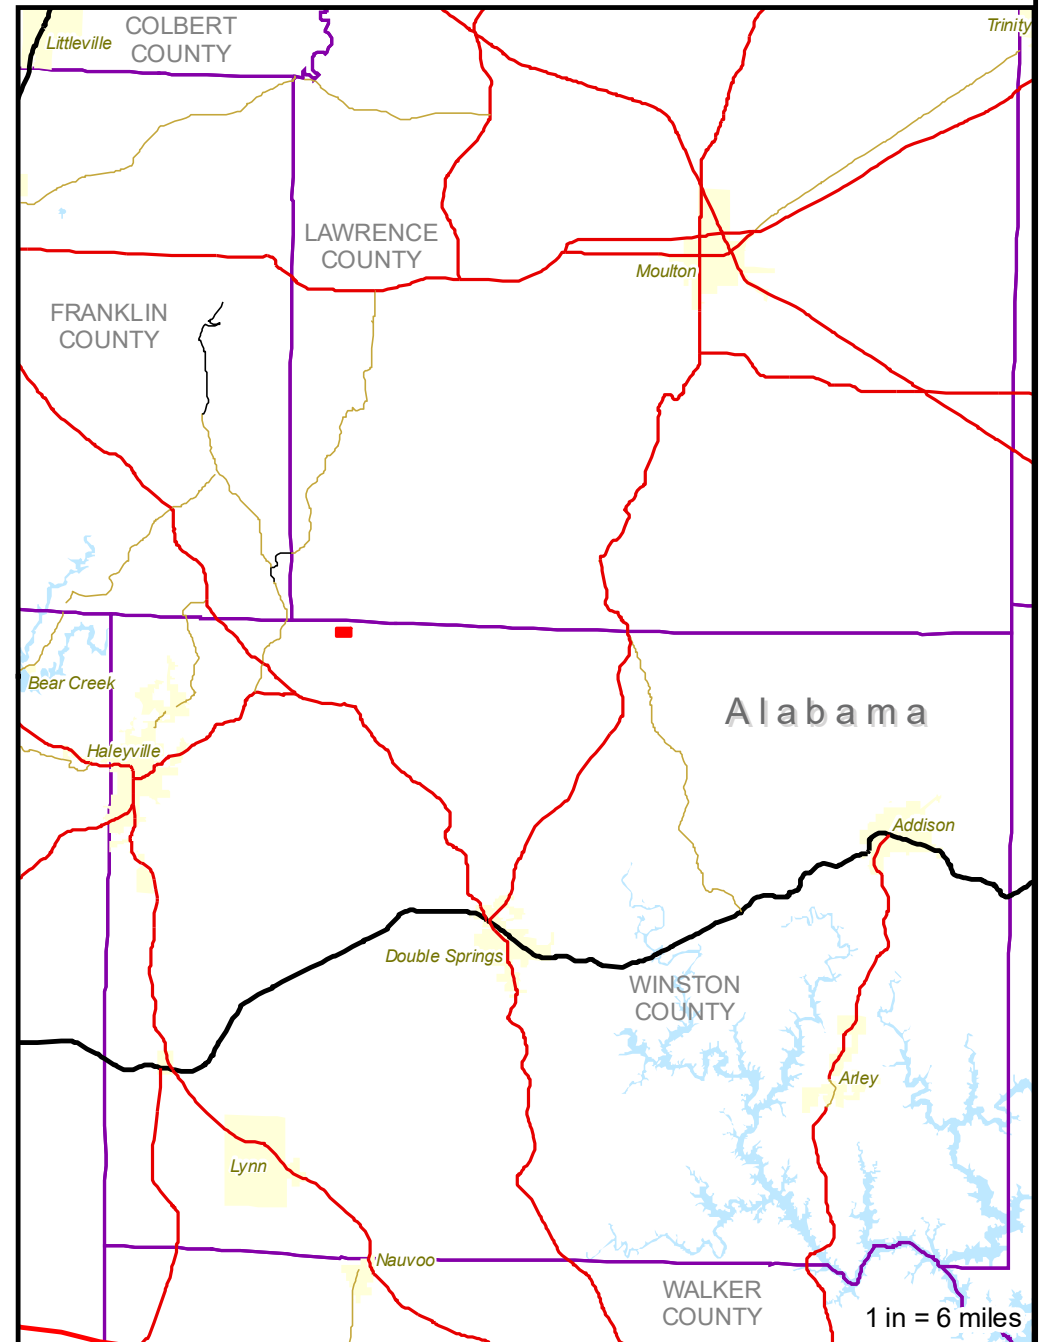 COLBERT
COUNTY
Littleville
Trinity
LAWRENCE
COUNTY
Moulton
FRANKLIN
COUNTY
Bear Creek
Alabama
Haleyville
Addison
Double Springs
WINSTON
COUNTY
Arley
Lynn
Nauvoo
WALKER
COUNTY
1 in = 6 miles